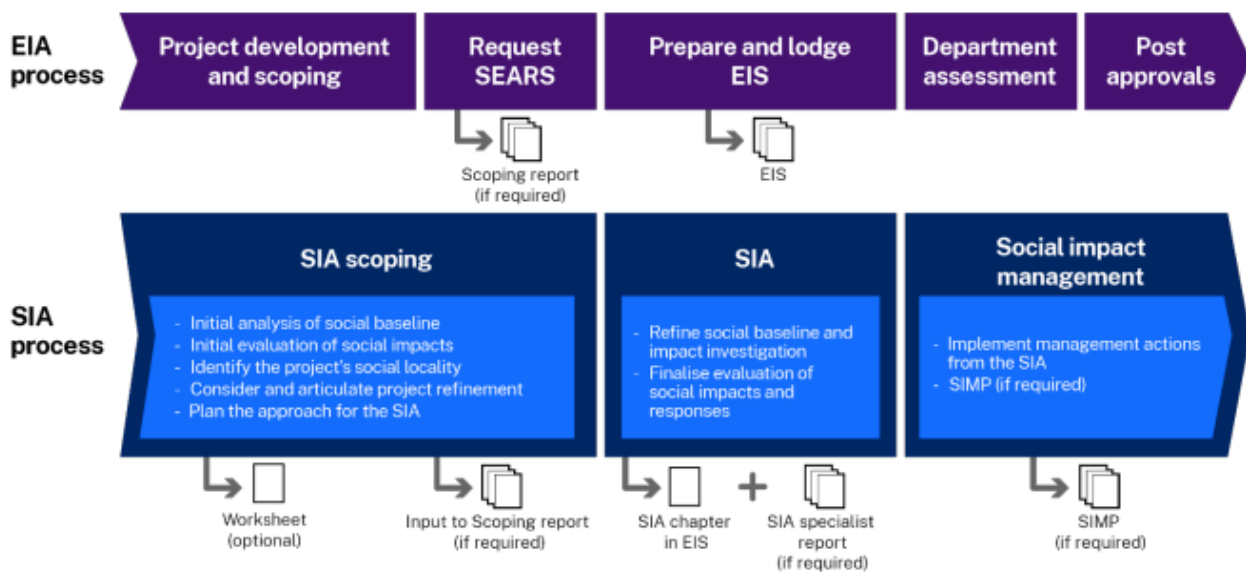 EIA
process
Project development
and scoping
Request
SEARS
Prepare and lodge
EIS
Department
assessment
Post
approvals
Scoping report
(if required)
EIS
SIA
process
SIA scoping
- Initial analysis of social baseline
- Initial evaluation of social impacts
- Identify the project's social locality
- Consider and articulate project refinement
- Plan the approach for the SIA
SIA
- Refine social baseline and
impact investigation
- Finalise evaluation of
social impacts and
responses
Social impact
management
- Implement management actions
from the SIA
- SIMP (if required)
Worksheet
(optional)
Input to Scoping report
(if required)
SIA chapter
in EIS
+
SIA specialist
report
(if required)
SIMP
(if required)